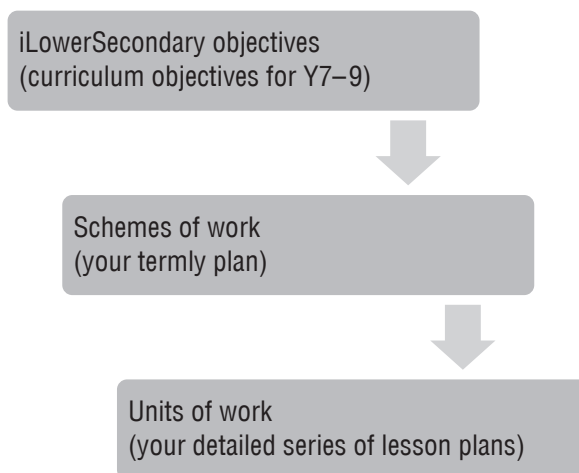 iLowerSecondary objectives
(curriculum objectives for Y7–9)
Schemes of work
(your termly plan)
Units of work
(your detailed series of lesson plans)